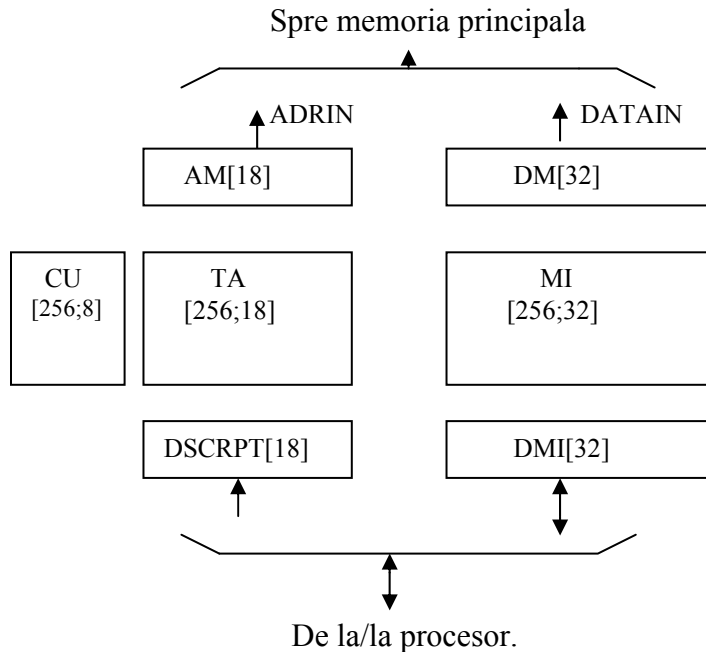 Spre memoria principala
ADRIN
DATAIN
AM[18]
DM[32]
CU
[256;8]
TA
[256;18]
MI
[256;32]
DSCRPT[18]
DMI[32]
De la/la procesor.